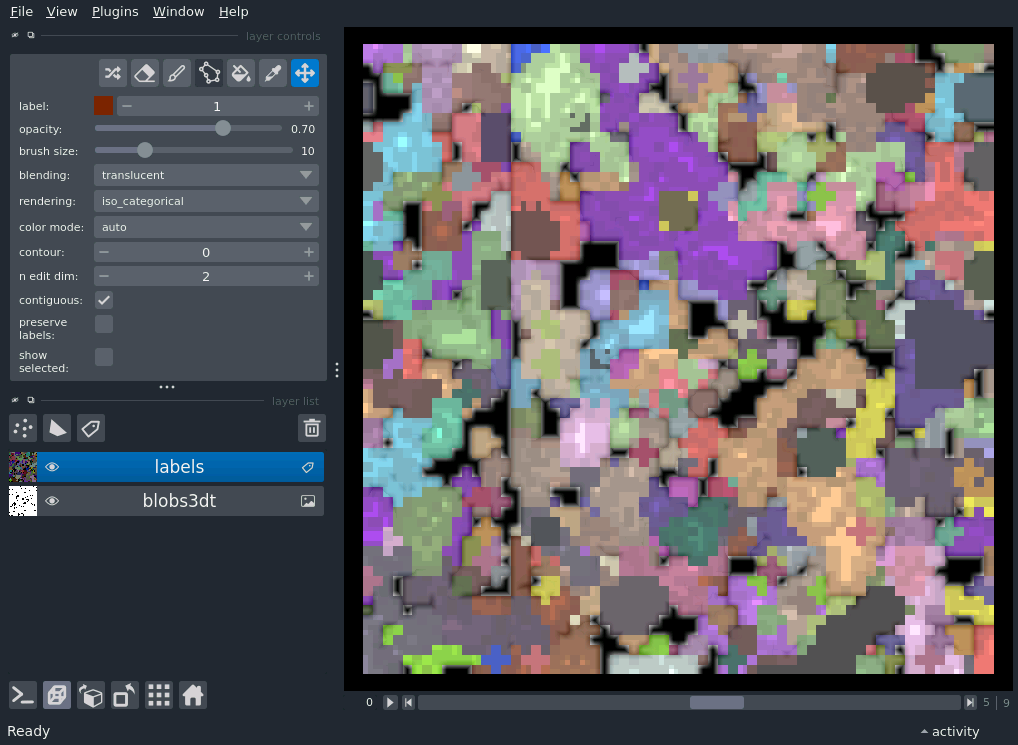 File View Plugins Window Help
layer controls
label: 1
opacity: 0.70
brush size: 10
blending: translucent
rendering: iso_categorical
color mode: auto
contour: 0
n edit dim: 2
contiguous:
preserve
labels:
show
selected:
layer list
labels
blobs3dt
0 5 9
Ready activity